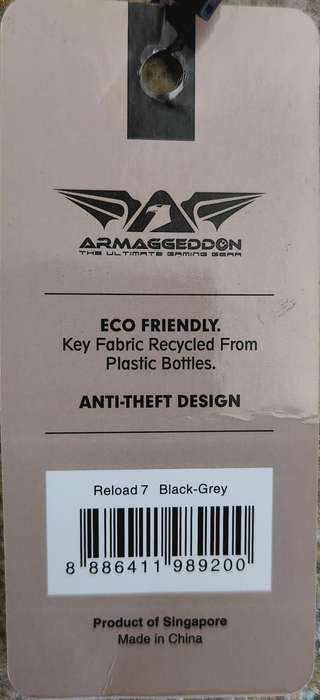 ARMAGGEDDON
THE ULTIMATE GAMING GEAR
ECO FRIENDLY.
Key Fabric Recycled From
Plastic Bottles.
ANTI-THEFT DESIGN
Reload 7 Black-Grey
8 886411 989200
Product of Singapore
Made in China